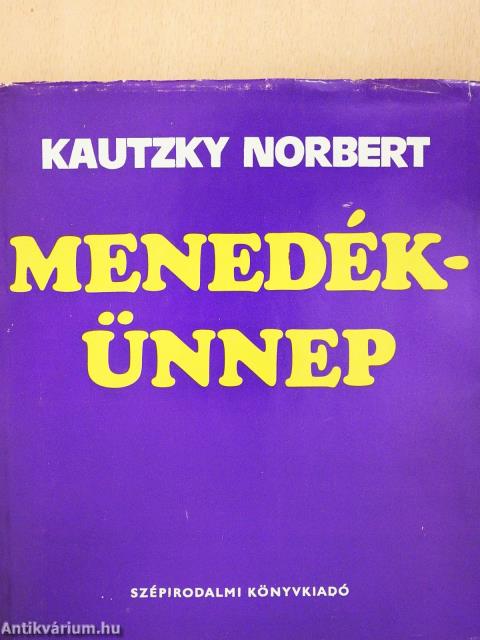 KAUTZKY NORBERT
MENEDÉK-
ÜNNEP
SZÉPIRODALMI KÖNYVKIADÓ
Antikvárium.hu